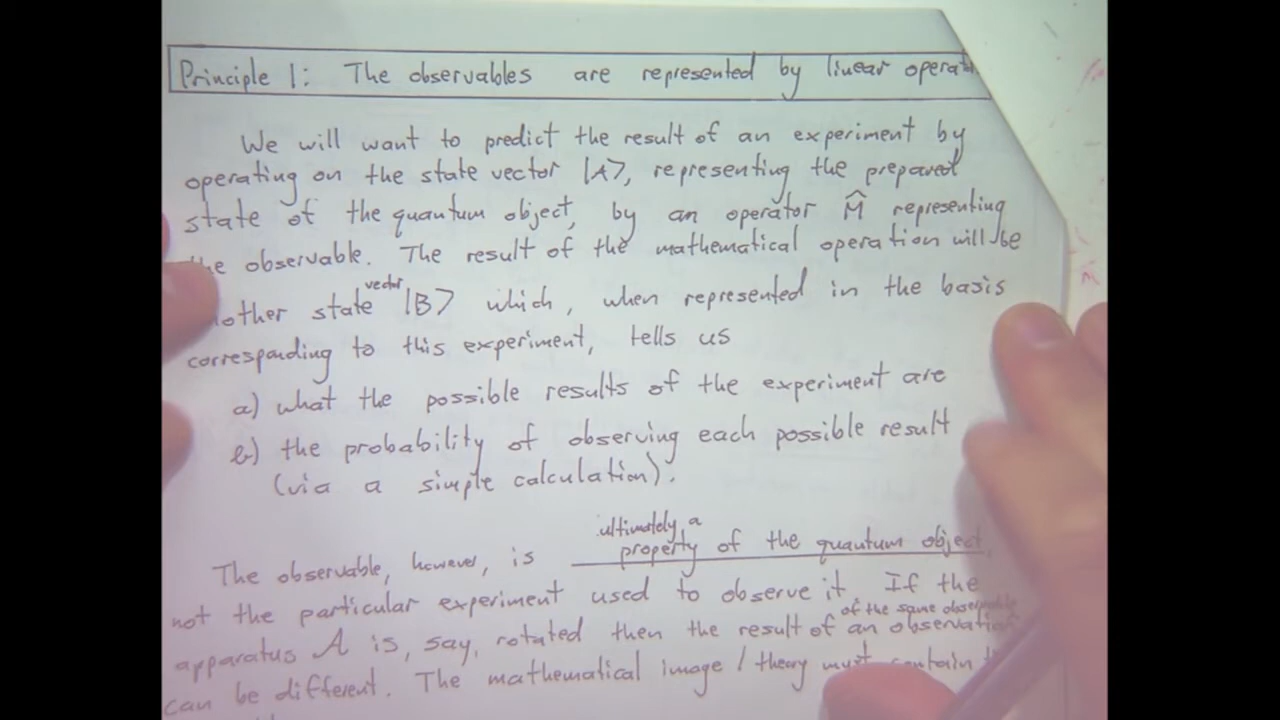 Principle 1: The observables are represented by linear
We will want to predict the result of an experiment by
operating on the state vector |A⟩, representing the prepared
state of the quantum object, by an operator M̂ representing
observable. The result of the mathematical operation will be
state vector |B⟩ which, when represented in the basis
corresponding to this experiment, tells us
a) what the possible results of the experiment are
b) the probability of observing each possible result
(via a simple calculation).
The observable, however, is ultimately a property of the quantum object,
not the particular experiment used to observe it. If the
apparatus A is, say, rotated then the result of an observation of the same observable
can be different. The mathematical image / theory must contain